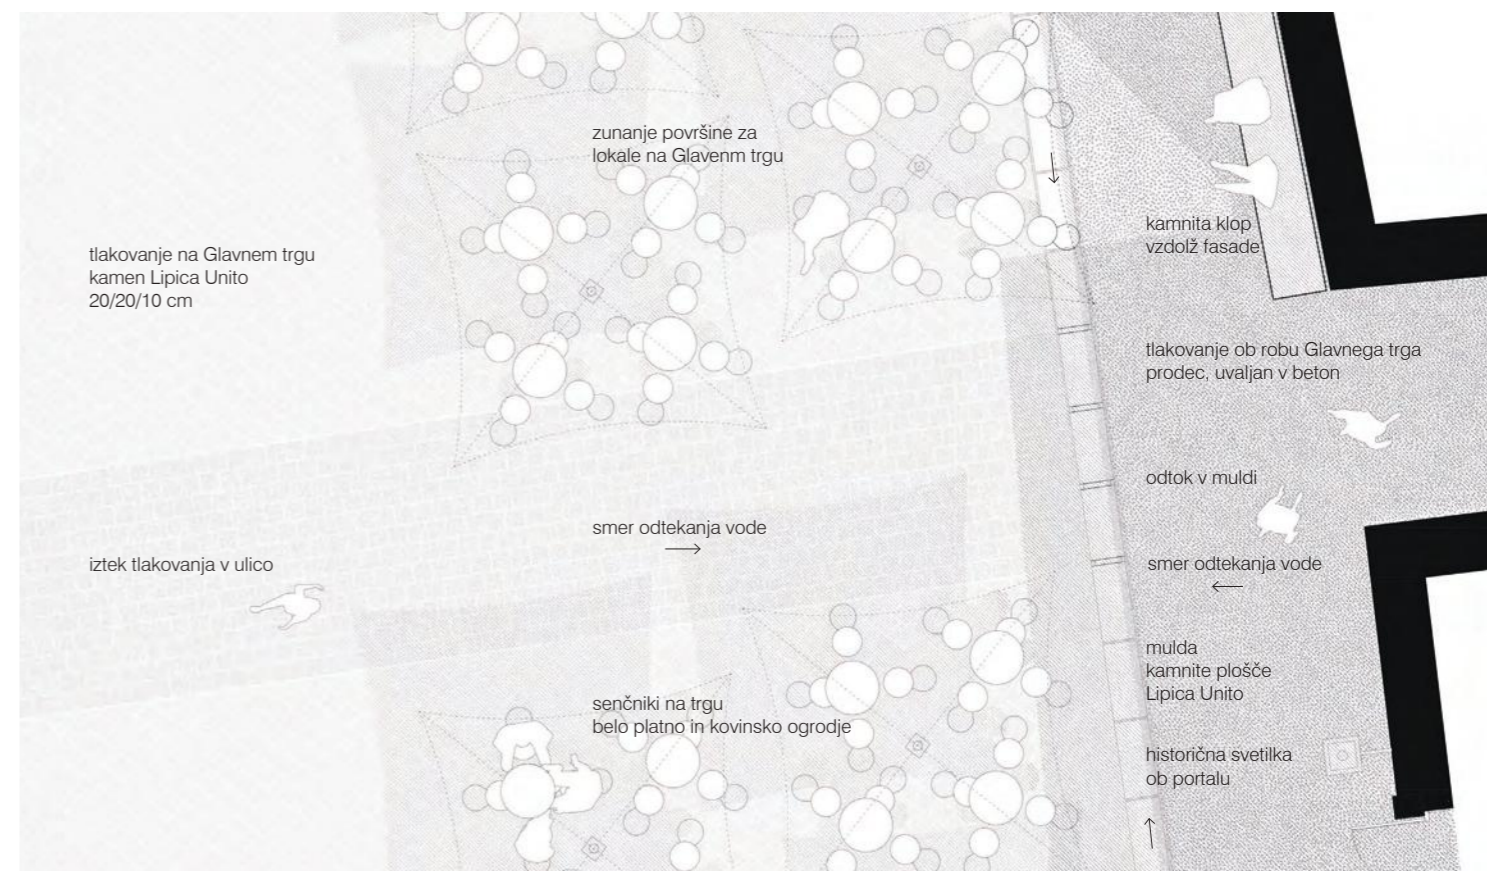 zunanje površine za
lokale na Glavenm trgu
tlakovanje na Glavnem trgu
kamen Lipica Unito
20/20/10 cm
kamnita klop
vzdolž fasade
tlakovanje ob robu Glavnega trga
prodec, uvaljan v beton
odtok v muldi
smer odtekanja vode
iztek tlakovanja v ulico
smer odtekanja vode
mulda
kamnite plošče
Lipica Unito
senčniki na trgu
belo platno in kovinsko ogrodje
historična svetilka
ob portalu